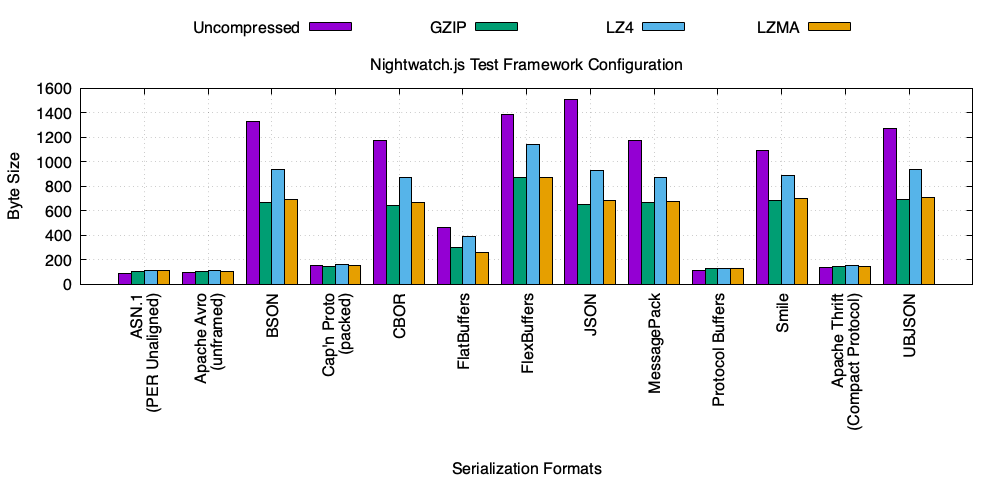 Uncompressed GZIP LZ4 LZMA
Nightwatch.js Test Framework Configuration
Byte Size
1600
1400
1200
1000
800
600
400
200
0
ASN.1
(PER Unaligned)
Apache Avro
(unframed)
BSON
Cap'n Proto
(packed)
CBOR
FlatBuffers
FlexBuffers
JSON
MessagePack
Protocol Buffers
Smile
Apache Thrift
(Compact Protocol)
UBJSON
Serialization Formats